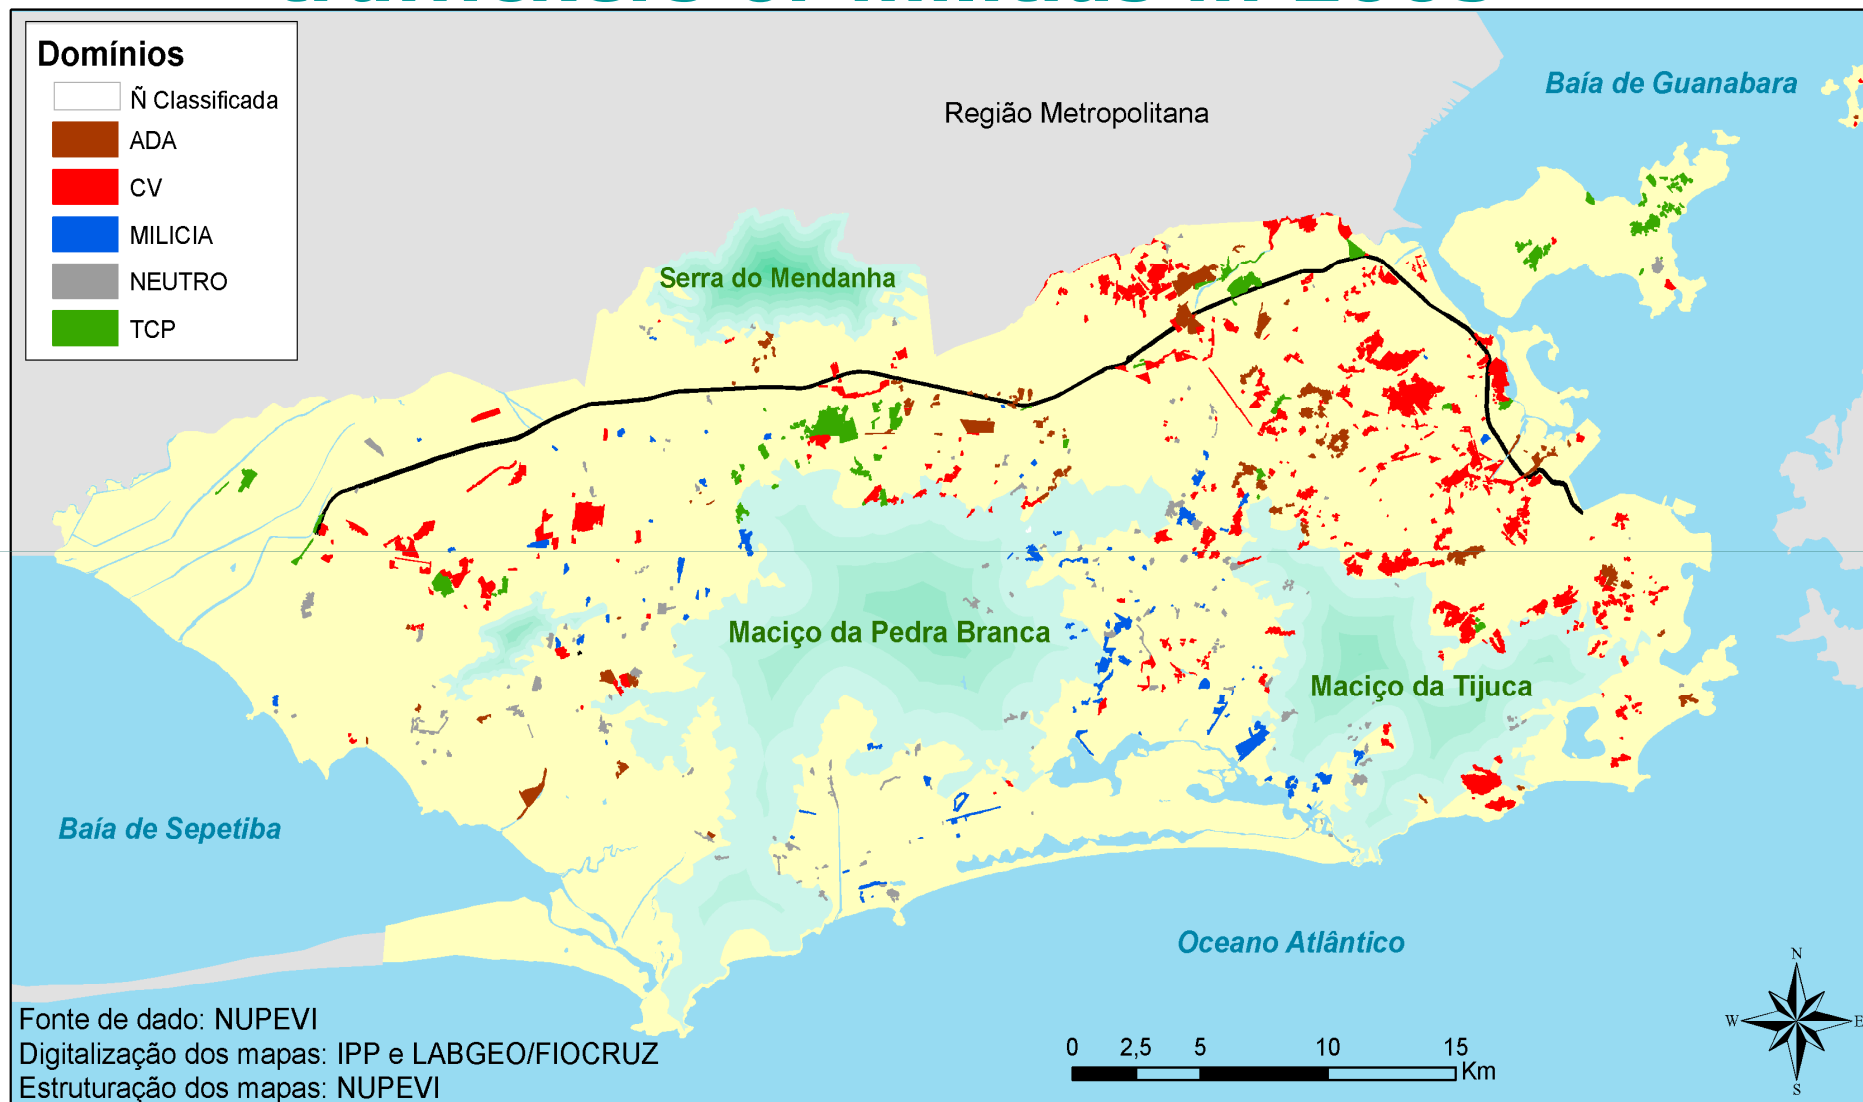 Domínios
Ñ Classificada
ADA
CV
MILICIA
NEUTRO
TCP
Região Metropolitana
Baía de Guanabara
Serra do Mendanha
Maciço da Pedra Branca
Maciço da Tijuca
Baía de Sepetiba
Oceano Atlântico
Fonte de dado: NUPEVI
Digitalização dos mapas: IPP e LABGEO/FIOCRUZ
Estruturação dos mapas: NUPEVI
0 2,5 5 10 15
Km
N
W E
S